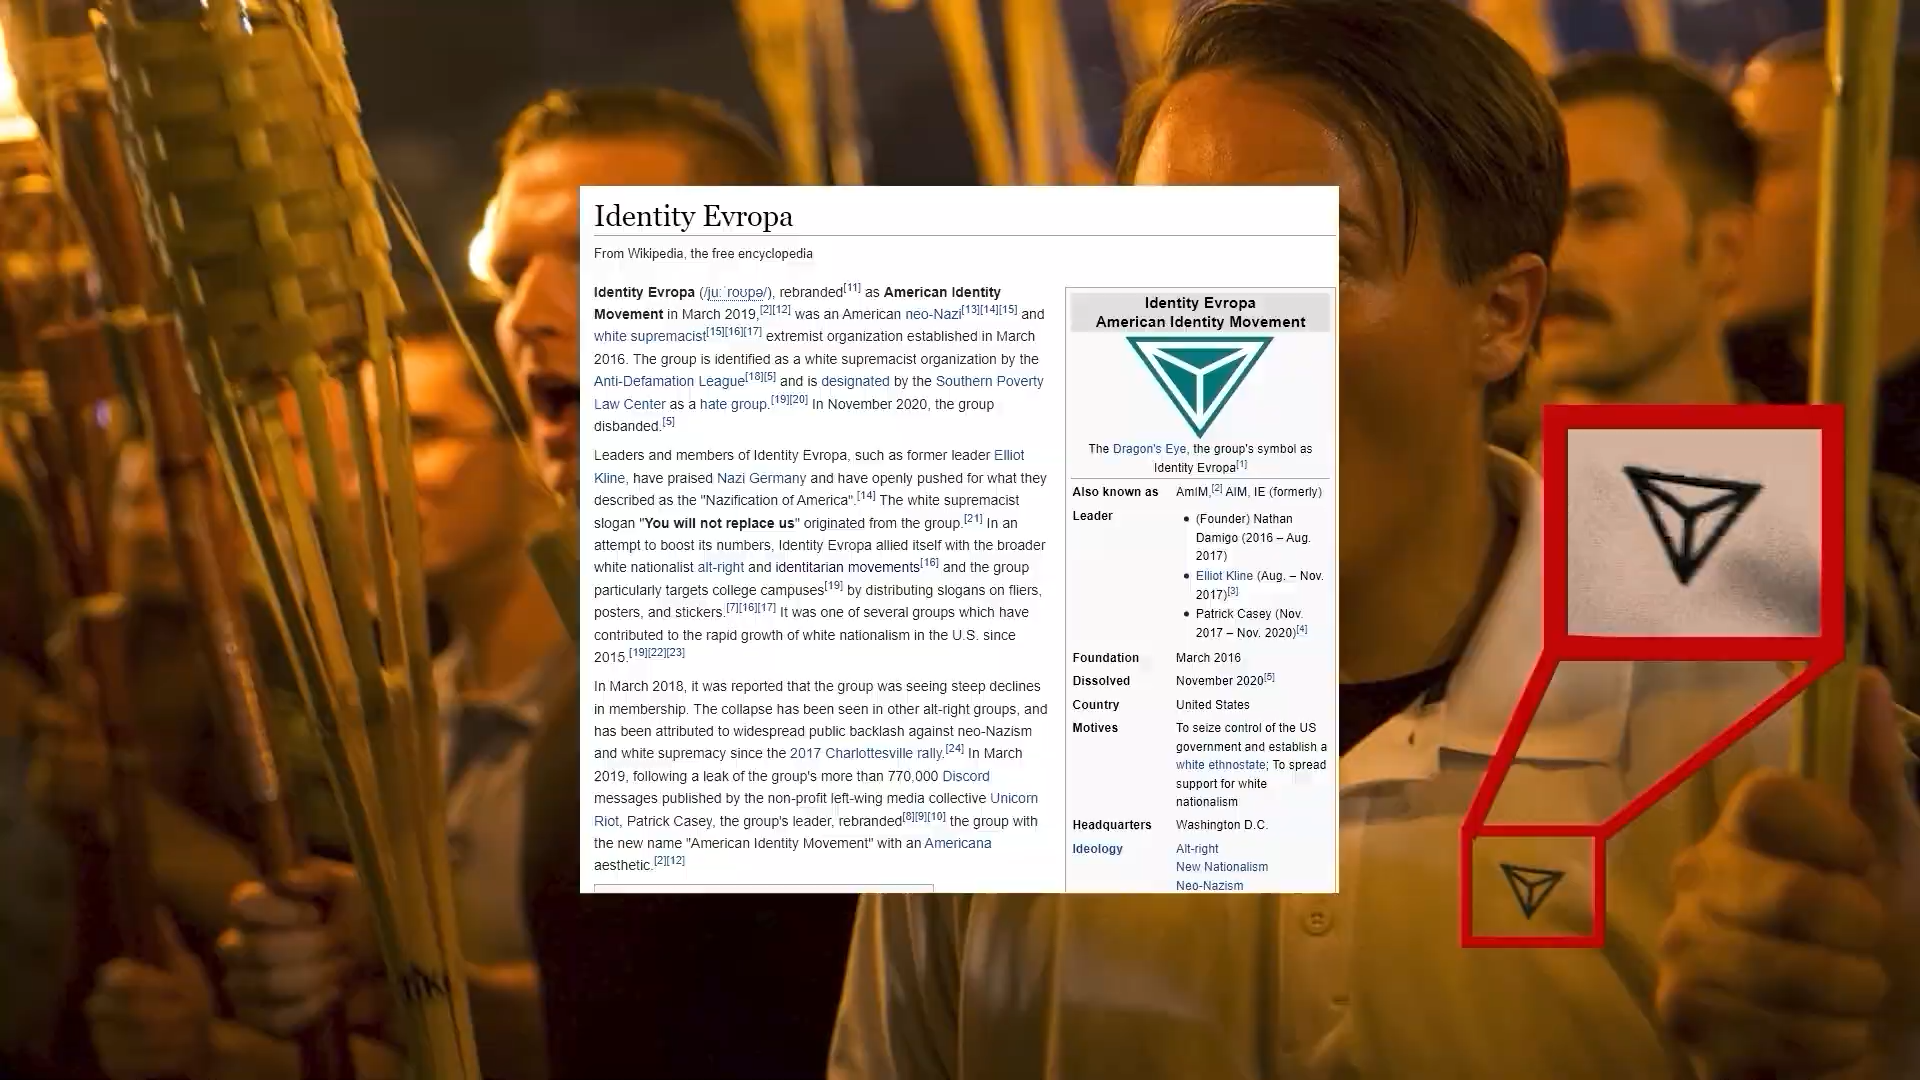 Identity Evropa
From Wikipedia, the free encyclopedia
Identity Evropa (/juːˈroʊpə/), rebranded[11] as American Identity
Movement in March 2019,[2][12] was an American neo-Nazi[13][14][15] and
white supremacist[15][16][17] extremist organization established in March
2016. The group is identified as a white supremacist organization by the
Anti-Defamation League[18][5] and is designated by the Southern Poverty
Law Center as a hate group.[19][20] In November 2020, the group
disbanded.[5]
Leaders and members of Identity Evropa, such as former leader Elliot
Kline, have praised Nazi Germany and have openly pushed for what they
described as the "Nazification of America".[14] The white supremacist
slogan "You will not replace us" originated from the group.[21] In an
attempt to boost its numbers, Identity Evropa allied itself with the broader
white nationalist alt-right and identitarian movements[16] and the group
particularly targets college campuses[19] by distributing slogans on fliers,
posters, and stickers.[7][16][17] It was one of several groups which have
contributed to the rapid growth of white nationalism in the U.S. since
2015.[19][22][23]
In March 2018, it was reported that the group was seeing steep declines
in membership. The collapse has been seen in other alt-right groups, and
has been attributed to widespread public backlash against neo-Nazism
and white supremacy since the 2017 Charlottesville rally.[24] In March
2019, following a leak of the group's more than 770,000 Discord
messages published by the non-profit left-wing media collective Unicorn
Riot, Patrick Casey, the group's leader, rebranded[8][9][10] the group with
the new name "American Identity Movement" with an Americana
aesthetic.[2][12]
Identity Evropa
American Identity Movement
The Dragon's Eye, the group's symbol as
Identity Evropa[1]
Also known as AmIM,[2] AIM, IE (formerly)
Leader • (Founder) Nathan
Damigo (2016 – Aug.
2017)
• Elliot Kline (Aug. – Nov.
2017)[3]
• Patrick Casey (Nov.
2017 – Nov. 2020)[4]
Foundation March 2016
Dissolved November 2020[5]
Country United States
Motives To seize control of the US
government and establish a
white ethnostate; To spread
support for white
nationalism
Headquarters Washington D.C.
Ideology Alt-right
New Nationalism
Neo-Nazism